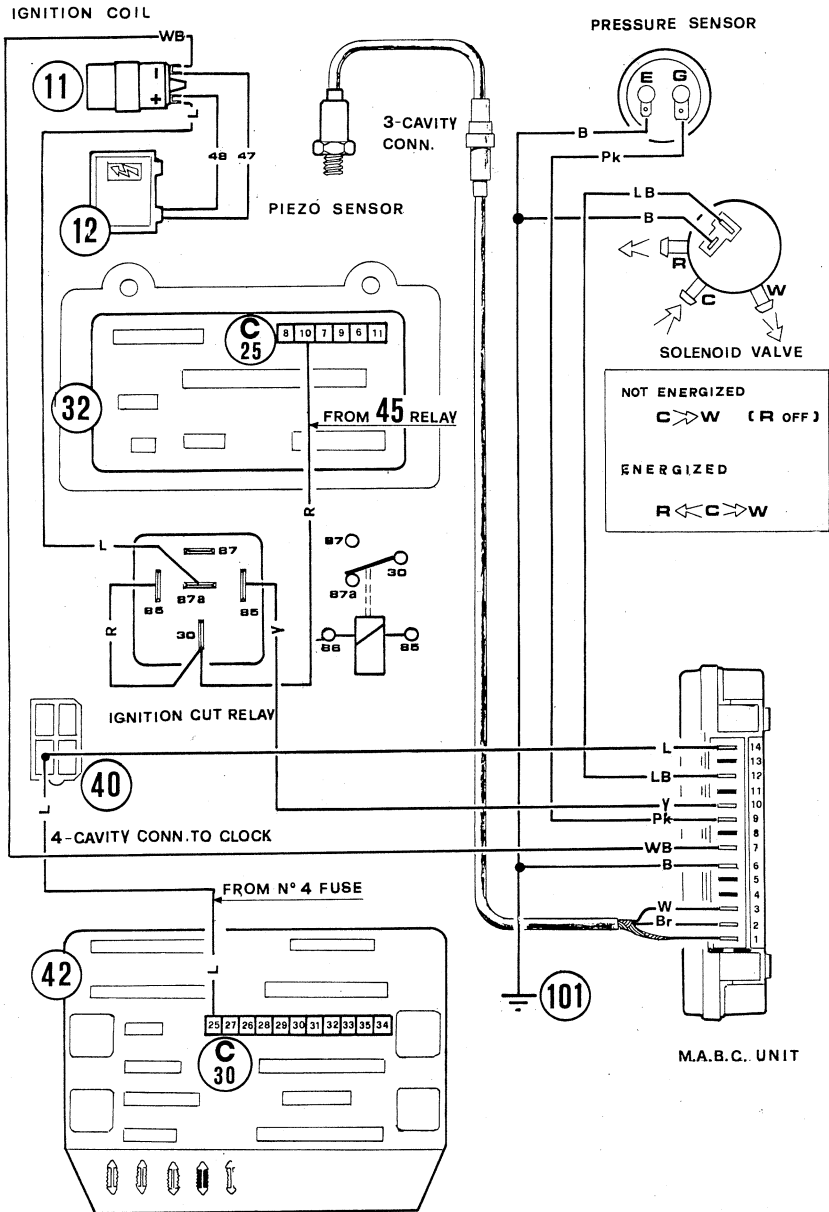 IGNITION COIL
WB
11
-
+
L
48 47
12
3-CAVITY
CONN.
PIEZO SENSOR
PRESSURE SENSOR
E G
B
Pk
LB
B
R
C
W
SOLENOID VALVE
NOT ENERGIZED
C W (R OFF)
ENERGIZED
R C W
C
25
8 10 7 9 6 11
32
FROM 45 RELAY
R
L
87
86
87a
85
30
R
V
87
30
87a
86
85
IGNITION CUT RELAY
40
L
4-CAVITY CONN.TO CLOCK
FROM N° 4 FUSE
L
42
25 27 26 28 29 30 31 32 33 35 34
C
30
101
L
LB
Y
Pk
WB
B
W
Br
14
13
12
11
10
9
8
7
6
5
4
3
2
1
M.A.B.C. UNIT